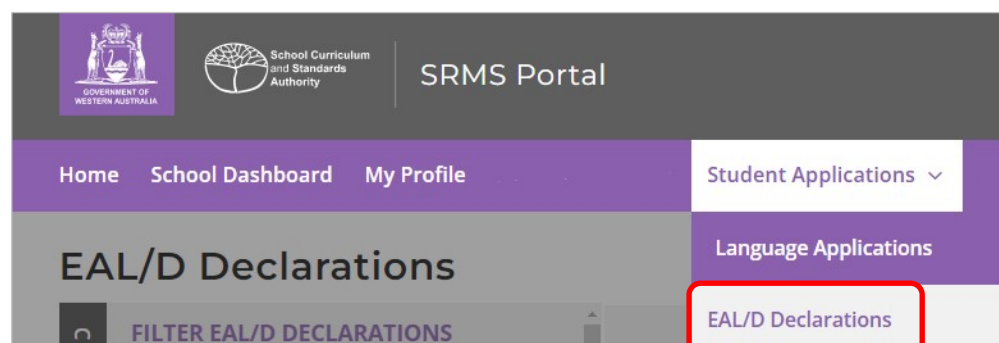 GOVERNMENT OF
WESTERN AUSTRALIA
School Curriculum
and Standards
Authority
SRMS Portal
Home School Dashboard My Profile Student Applications
Language Applications
EAL/D Declarations
EAL/D Declarations
FILTER EAL/D DECLARATIONS